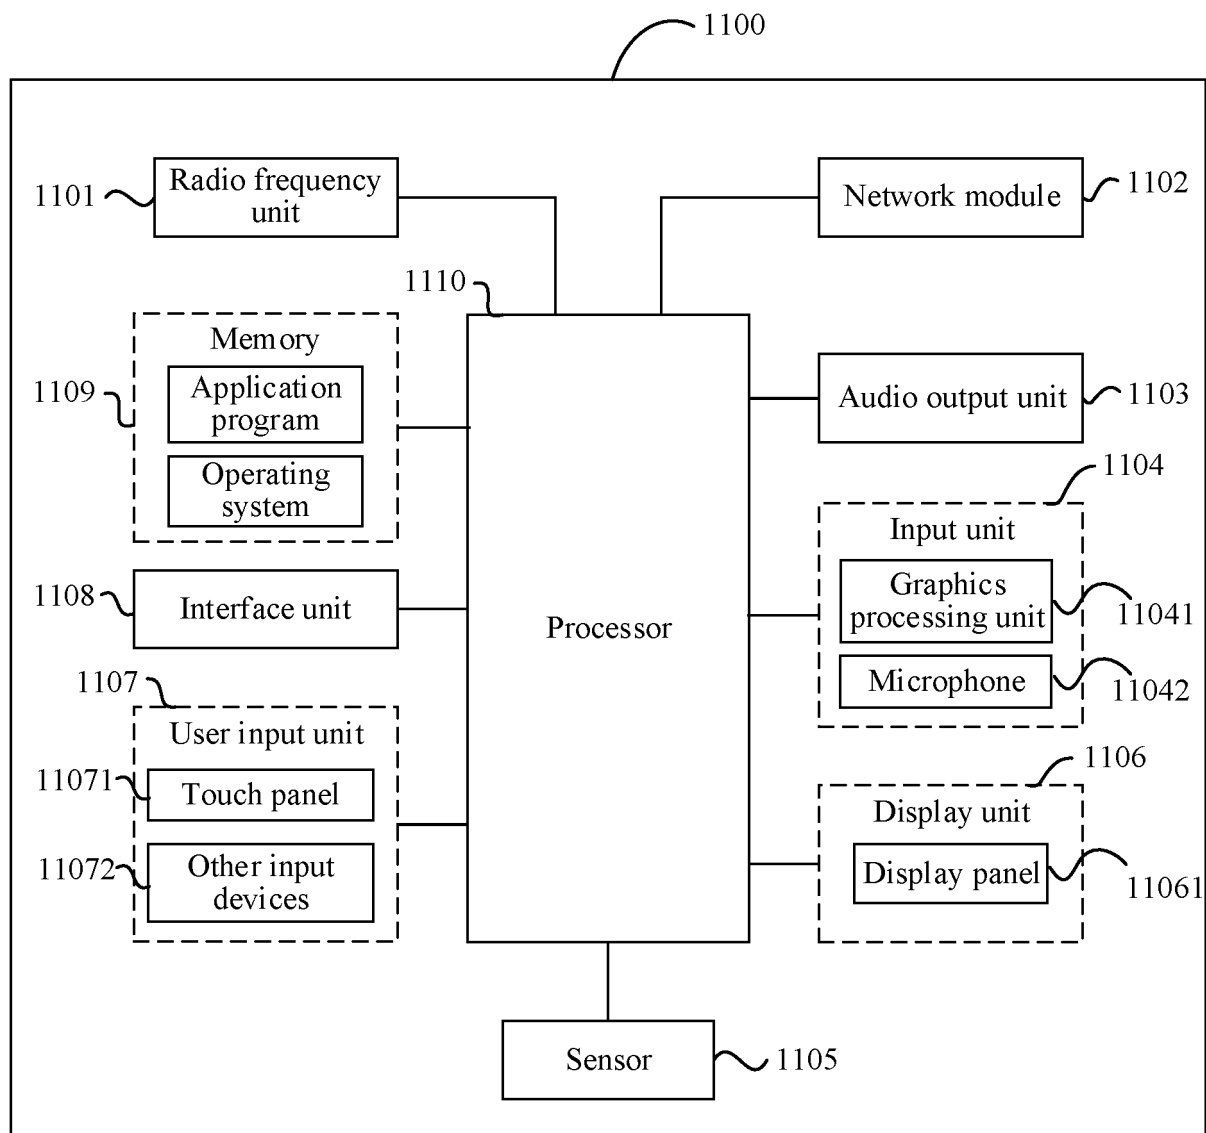 1100
1101
Radio frequency
unit
Network module
1102
1110
Memory
Application
program
Operating
system
1109
Audio output unit
1103
1104
Input unit
Graphics
processing unit
11041
Microphone
11042
1108
Interface unit
Processor
1107
User input unit
11071
Touch panel
11072
Other input
devices
1106
Display unit
Display panel
11061
Sensor
1105